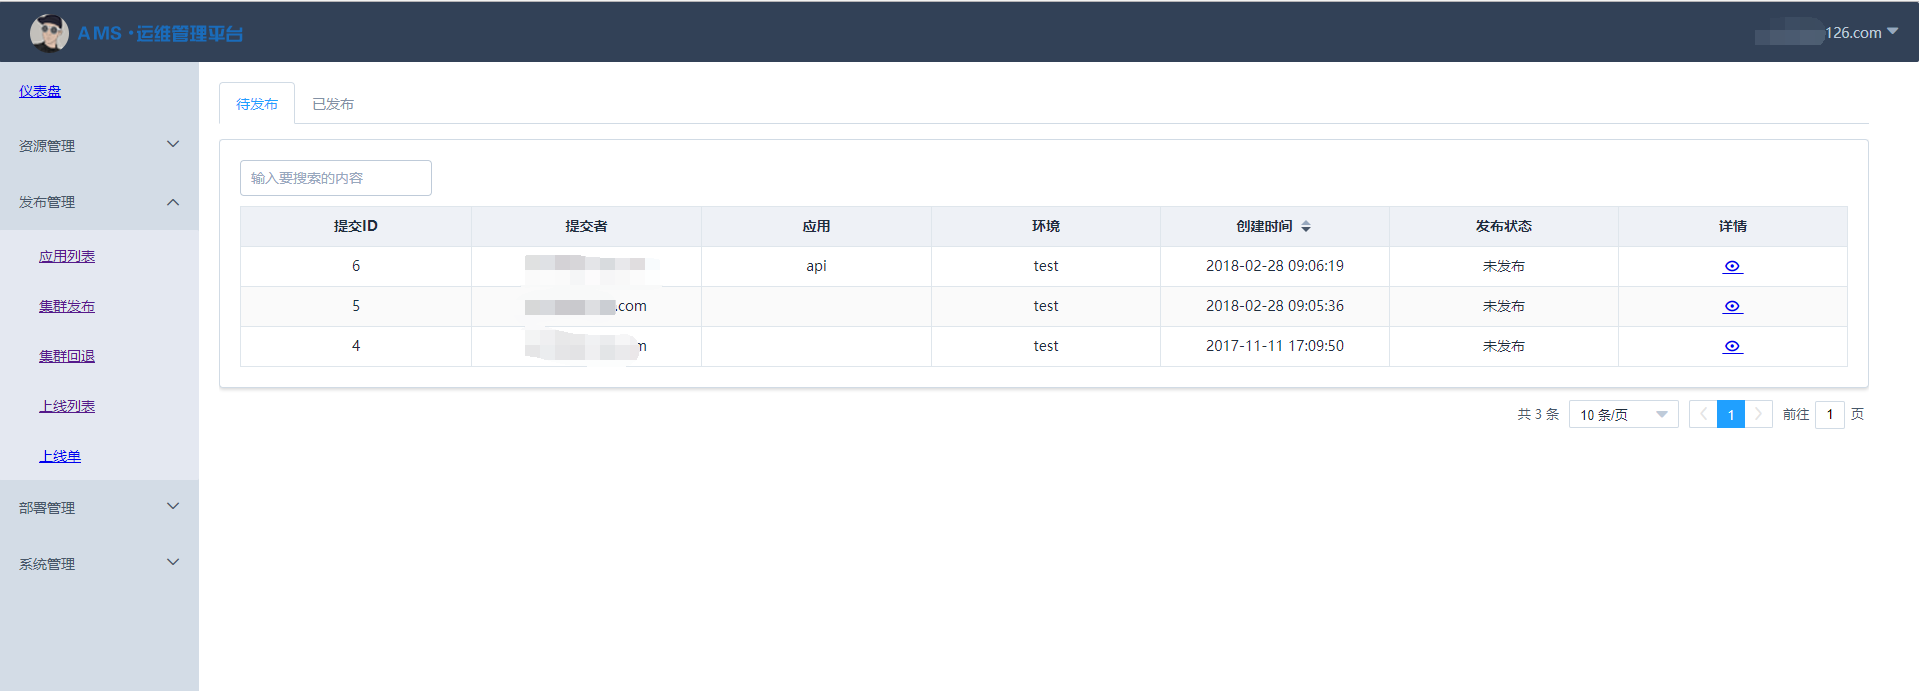 AMS·运维管理平台
126.com
仪表盘
资源管理
发布管理
应用列表
集群发布
集群回退
上线列表
上线单
部署管理
系统管理
待发布 已发布
输入要搜索的内容
提交ID 提交者 应用 环境 创建时间 发布状态 详情
6 api test 2018-02-28 09:06:19 未发布
5 .com test 2018-02-28 09:05:36 未发布
4 m test 2017-11-11 17:09:50 未发布
共 3 条 10 条/页 1 前往 1 页